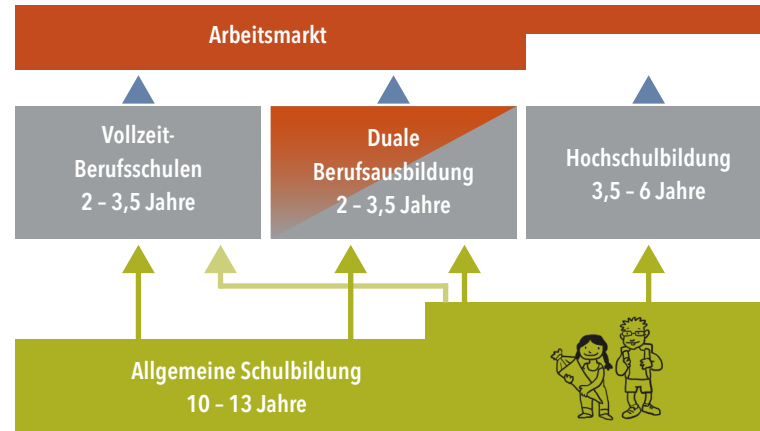 Arbeitsmarkt
Vollzeit-
Berufsschulen
2 – 3,5 Jahre
Duale
Berufsausbildung
2 – 3,5 Jahre
Hochschulbildung
3,5 – 6 Jahre
Allgemeine Schulbildung
10 – 13 Jahre